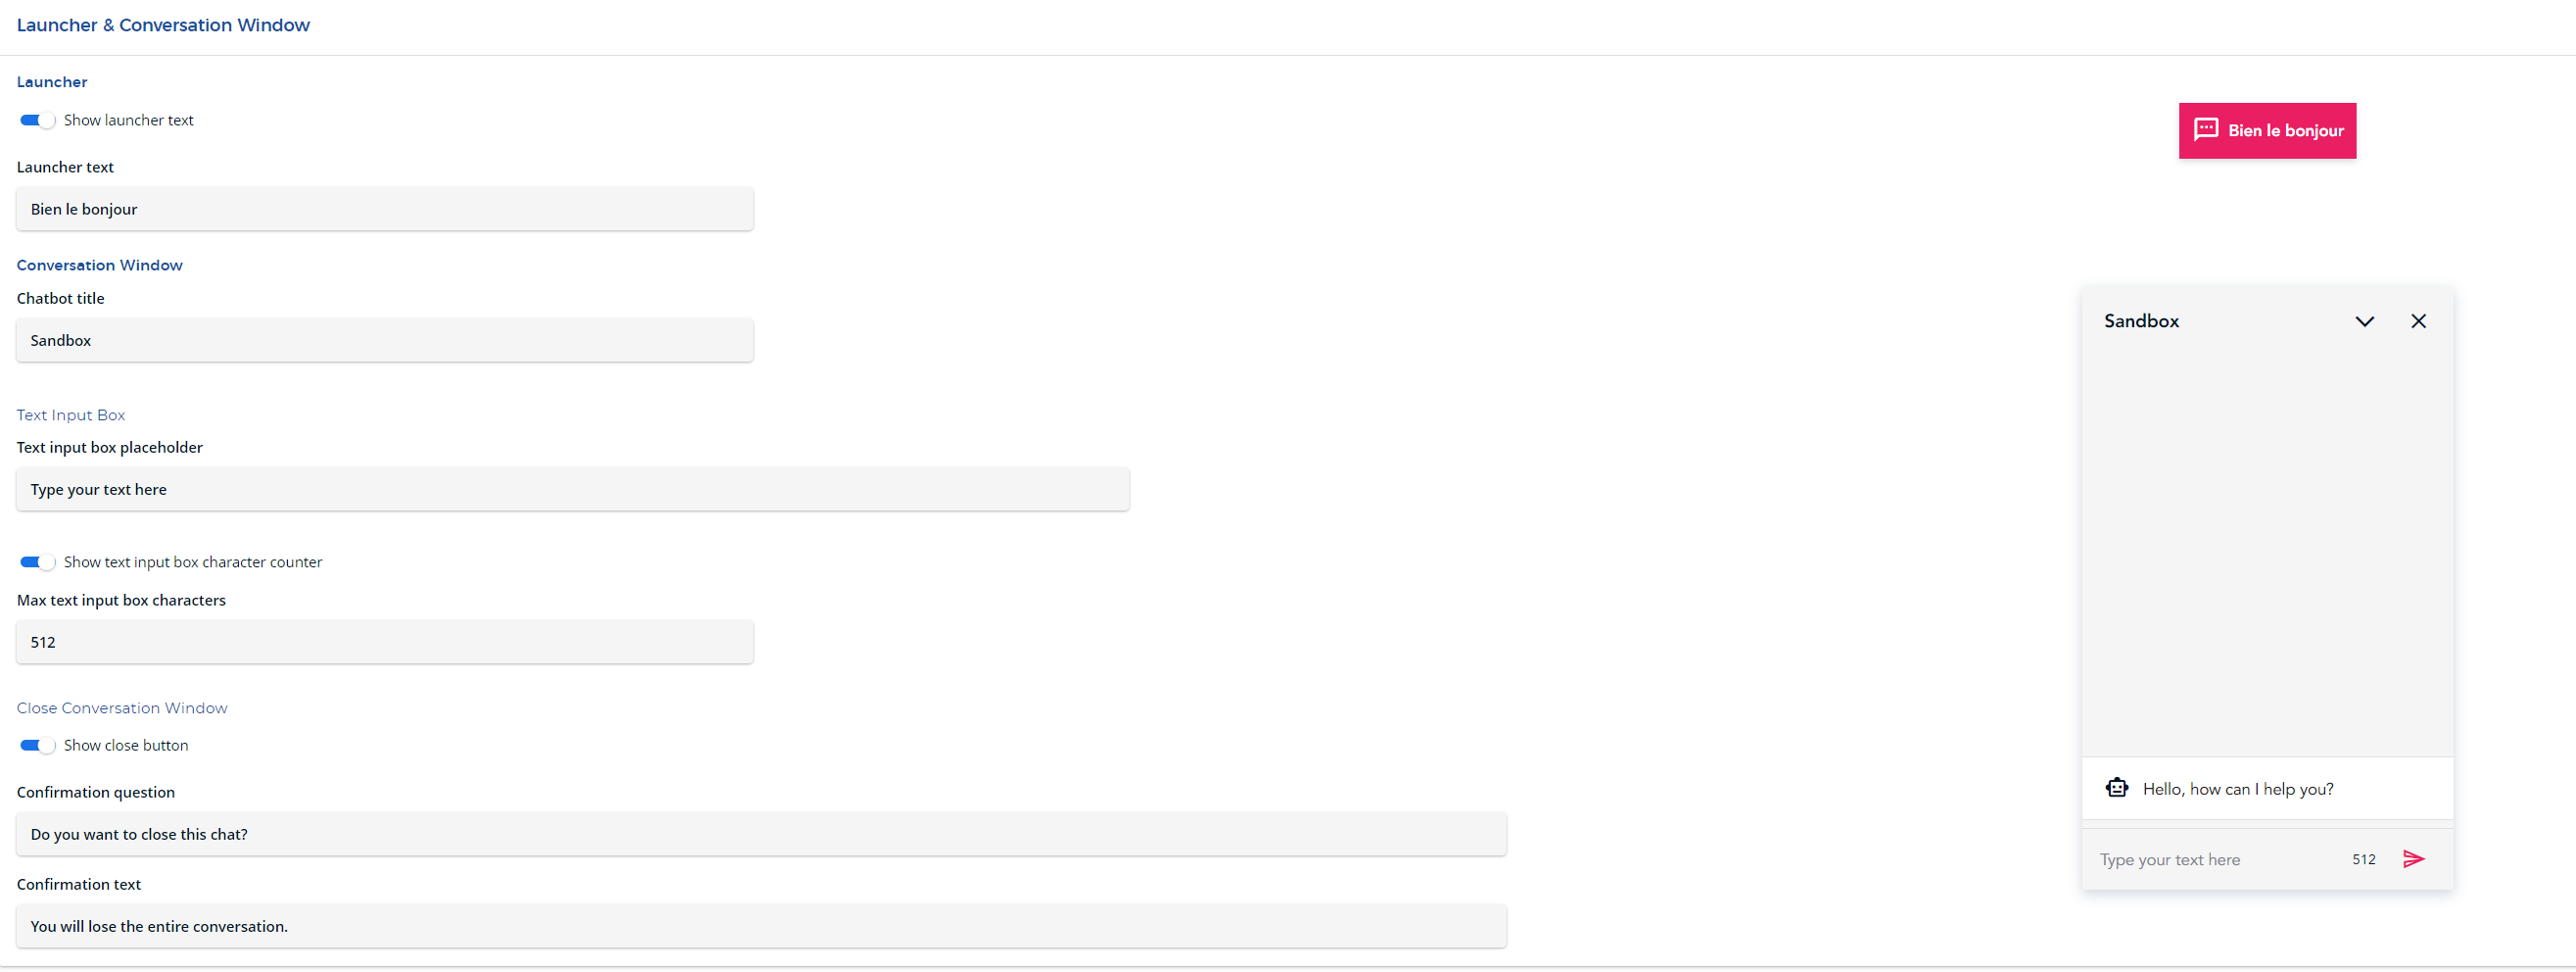 Launcher & Conversation Window
Launcher
Show launcher text
Launcher text
Bien le bonjour
Conversation Window
Chatbot title
Sandbox
Text Input Box
Text input box placeholder
Type your text here
Show text input box character counter
Max text input box characters
512
Close Conversation Window
Show close button
Confirmation question
Do you want to close this chat?
Confirmation text
You will lose the entire conversation.
Bien le bonjour
Sandbox
Hello, how can I help you?
Type your text here 512